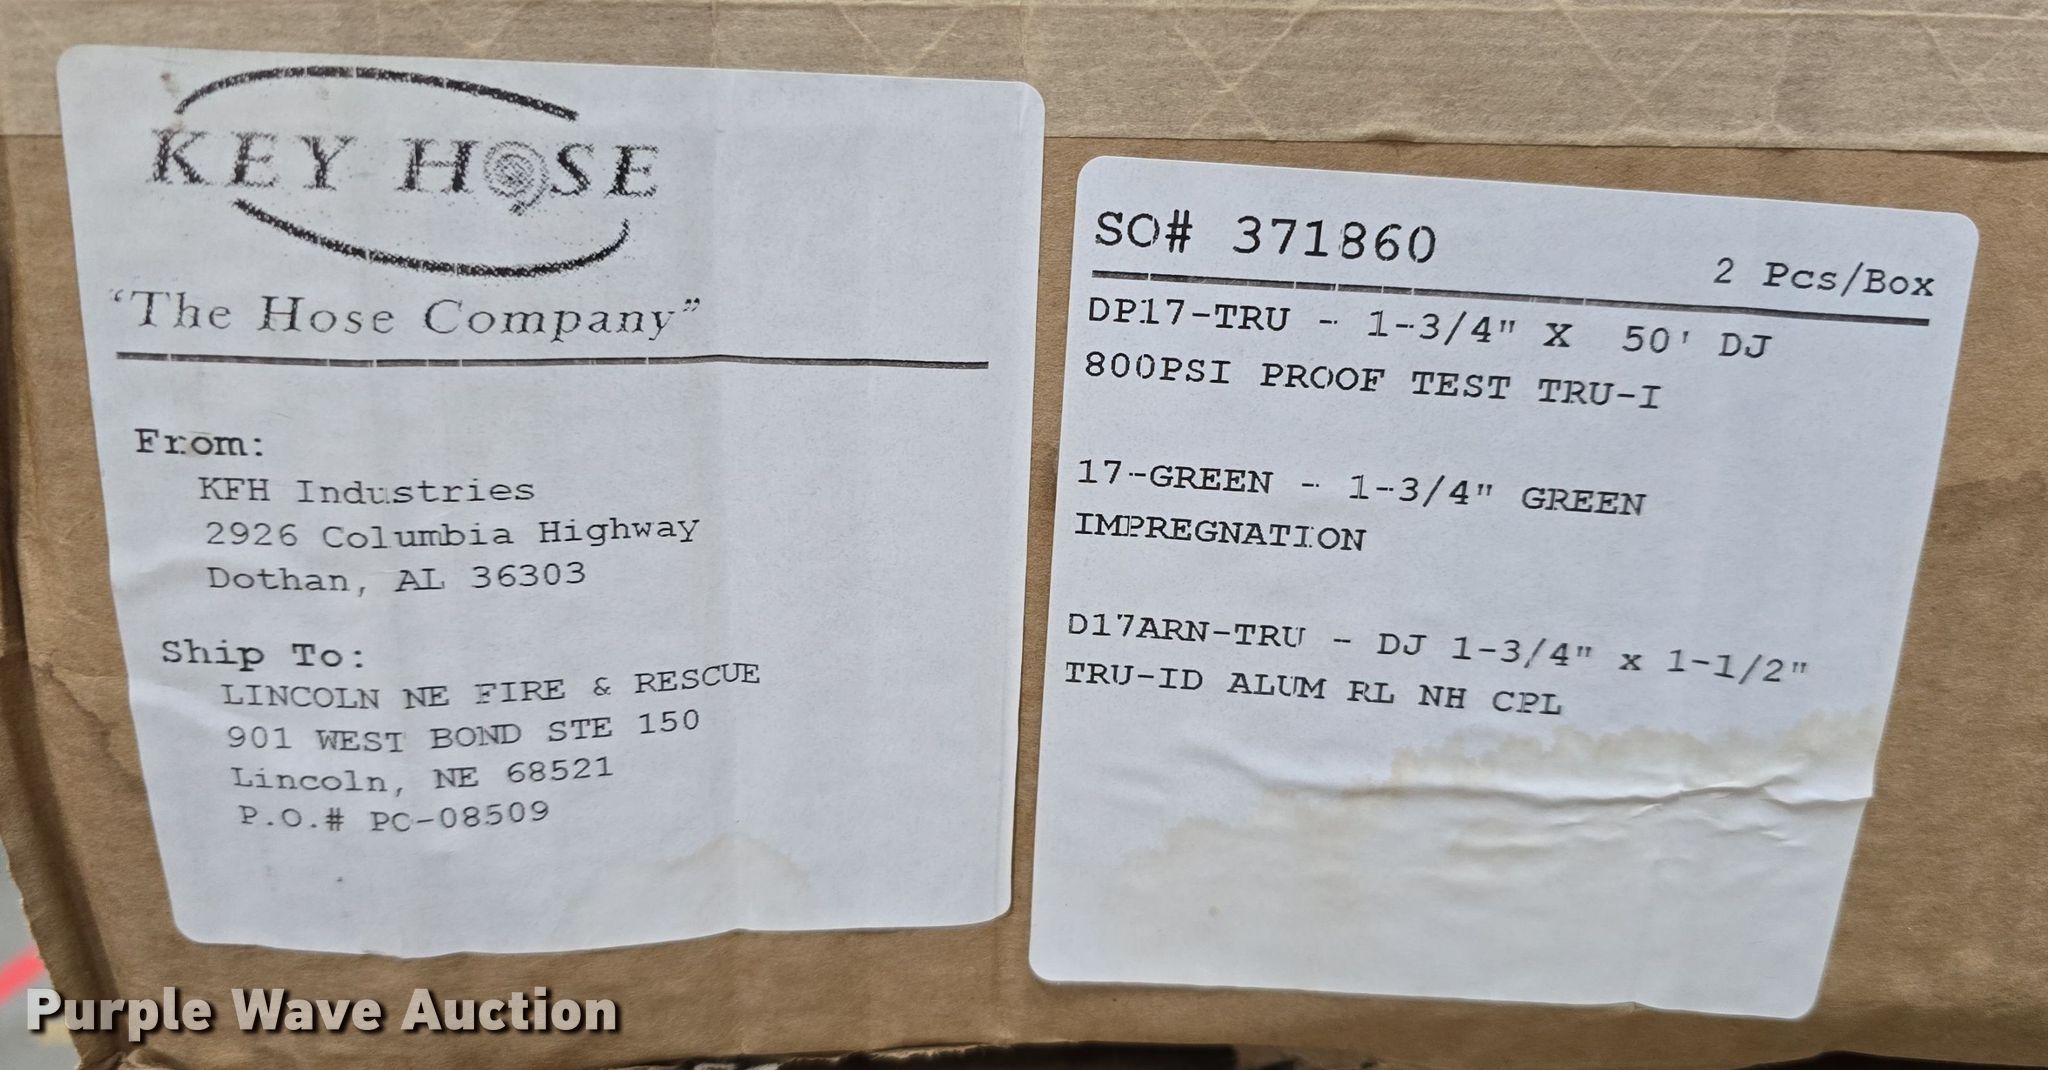 KEY HOSE
"The Hose Company"
From:
KFH Industries
2926 Columbia Highway
Dothan, AL 36303
Ship To:
LINCOLN NE FIRE & RESCUE
901 WEST BOND STE 150
Lincoln, NE 68521
P.O.# PC-08509
SO# 371860
2 Pcs/Box
DP17-TRU - 1-3/4" X 50' DJ
800PSI PROOF TEST TRU-I
17-GREEN - 1-3/4" GREEN
IMPREGNATION
D17ARN-TRU - DJ 1-3/4" x 1-1/2"
TRU-ID ALUM RL NH CPL
Purple Wave Auction